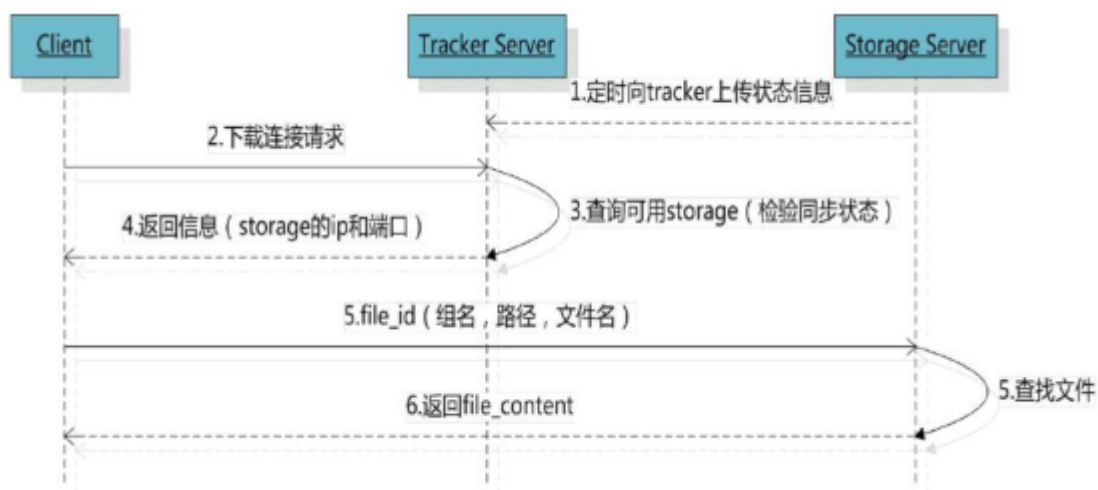 Client
Tracker Server
Storage Server
1.定时向tracker上传状态信息
2.下载连接请求
3.查询可用storage（检验同步状态）
4.返回信息（storage的ip和端口）
5.file_id（组名，路径，文件名）
5.查找文件
6.返回file_content